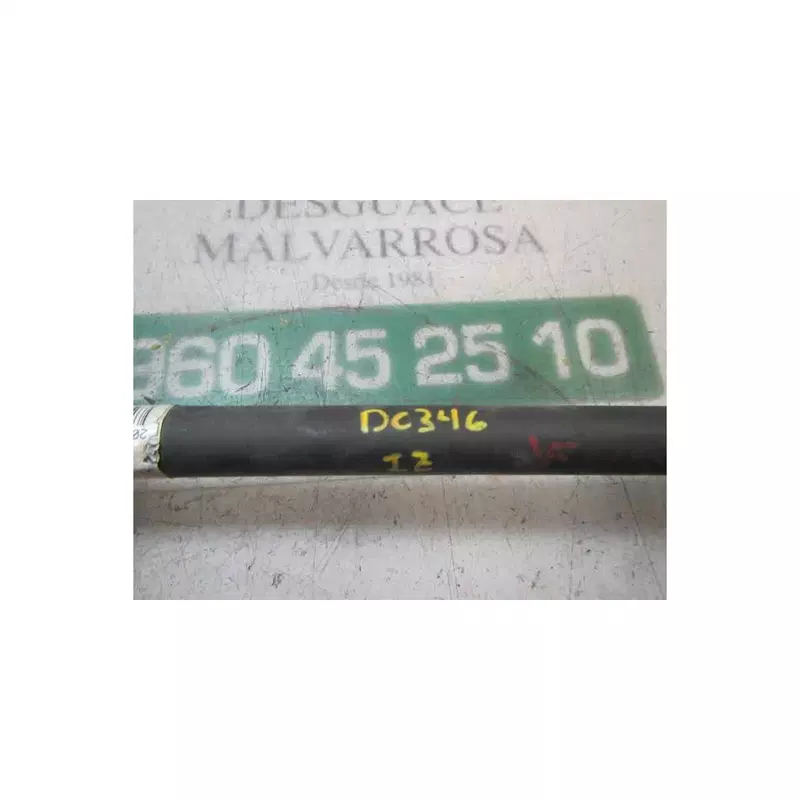 DESGUACE
MALVARROSA
Desde 1981
960 45 25 10
DC346
IZ